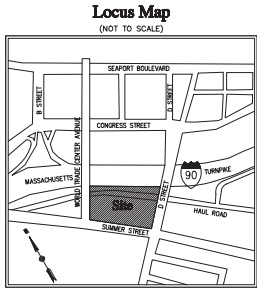 Locus Map
(NOT TO SCALE)
SEAPORT BOULEVARD
B STREET
D STREET
WORLD TRADE CENTER AVENUE
CONGRESS STREET
MASSACHUSETTS
90
TURNPIKE
Site
D STREET
HAUL ROAD
SUMMER STREET